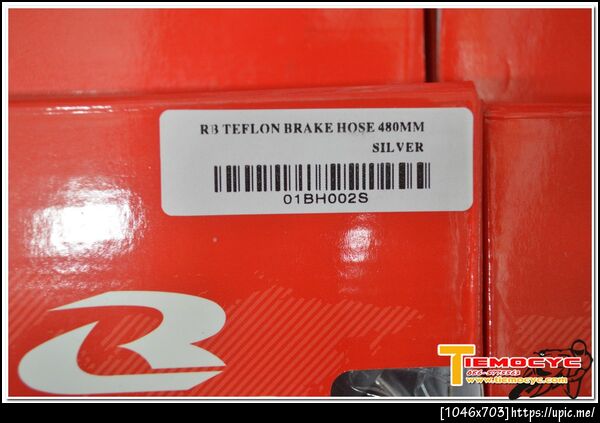 RB TEFLON BRAKE HOSE 480MM
SILVER
01BH002S
TIEMOCYC
www.tiemocyc.com
[1046x703]https://upic.me/